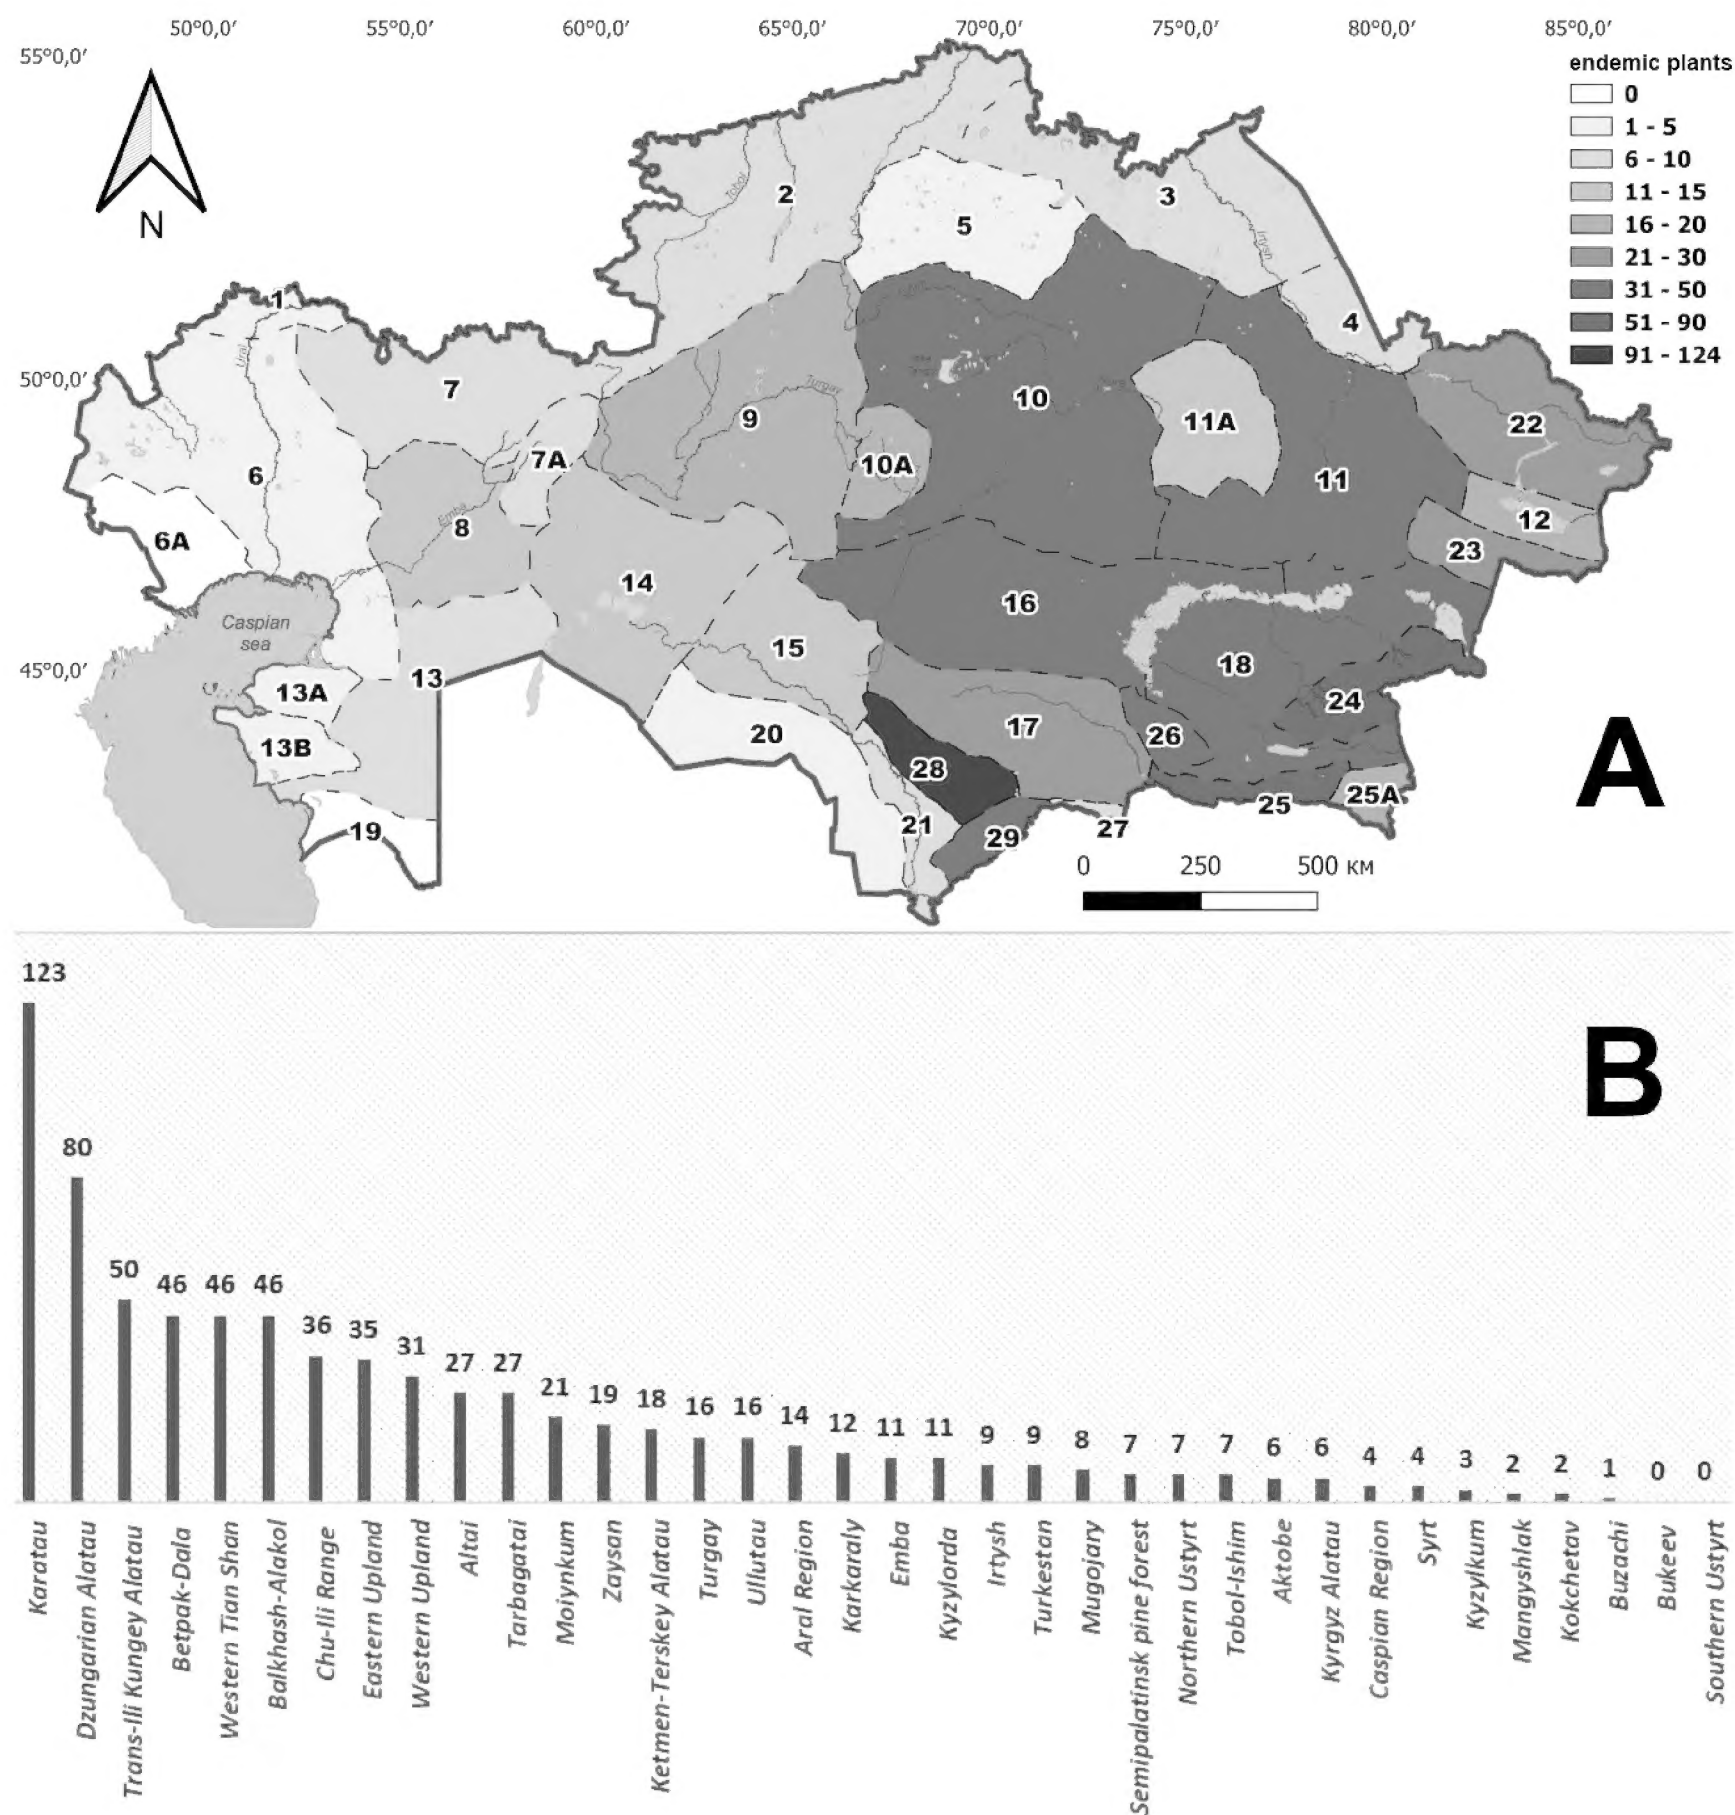 50°0,0′ 55°0,0′ 60°0,0′ 65°0,0′ 70°0,0′ 75°0,0′ 80°0,0′ 85°0,0′
55°0,0′
50°0,0′
45°0,0′
N
endemic plants
0
1 - 5
6 - 10
11 - 15
16 - 20
21 - 30
31 - 50
51 - 90
91 - 124
1
2
3
4
5
6
6A
7
7A
8
9
10
10A
11
11A
12
13
13A
13B
14
15
16
17
18
19
20
21
22
23
24
25
25A
26
27
28
29
Tobol
Irtysh
Ural
Emba
Turgay
Caspian
sea
0 250 500 км
A
B
123 80 50 46 46 46 36 35 31 27 27 21 19 18 16 16 14 12 11 11 9 9 8 7 7 7 6 6 4 4 3 2 2 1 0 0
Karatau
Dzungarian Alatau
Trans-Ili Kungey Alatau
Betpak-Dala
Western Tian Shan
Balkhash-Alakol
Chu-Ili Range
Eastern Upland
Western Upland
Altai
Tarbagatai
Moiynkum
Zaysan
Ketmen-Terskey Alatau
Turgay
Ullutau
Aral Region
Karkaraly
Emba
Kyzylorda
Irtysh
Turkestan
Mugojary
Semipalatinsk pine forest
Northern Ustyrt
Tobol-Ishim
Aktobe
Kyrgyz Alatau
Caspian Region
Syrt
Kyzylkum
Mangyshlak
Kokchetav
Buzachi
Bukeev
Southern Ustyrt